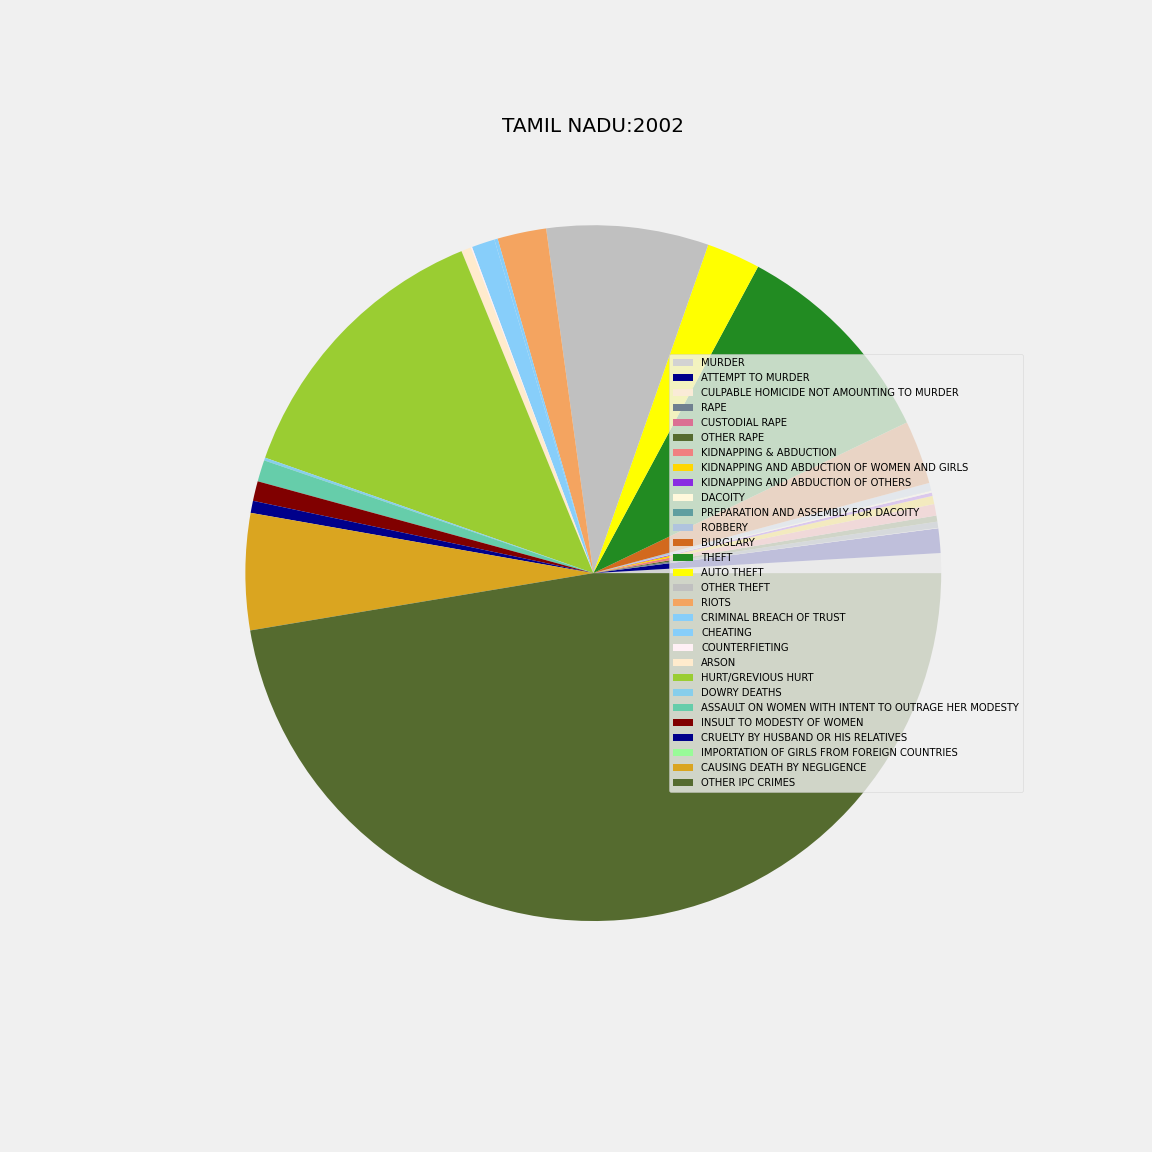 TAMIL NADU:2002
MURDER
ATTEMPT TO MURDER
CULPABLE HOMICIDE NOT AMOUNTING TO MURDER
RAPE
CUSTODIAL RAPE
OTHER RAPE
KIDNAPPING & ABDUCTION
KIDNAPPING AND ABDUCTION OF WOMEN AND GIRLS
KIDNAPPING AND ABDUCTION OF OTHERS
DACOITY
PREPARATION AND ASSEMBLY FOR DACOITY
ROBBERY
BURGLARY
THEFT
AUTO THEFT
OTHER THEFT
RIOTS
CRIMINAL BREACH OF TRUST
CHEATING
COUNTERFIETING
ARSON
HURT/GREVIOUS HURT
DOWRY DEATHS
ASSAULT ON WOMEN WITH INTENT TO OUTRAGE HER MODESTY
INSULT TO MODESTY OF WOMEN
CRUELTY BY HUSBAND OR HIS RELATIVES
IMPORTATION OF GIRLS FROM FOREIGN COUNTRIES
CAUSING DEATH BY NEGLIGENCE
OTHER IPC CRIMES